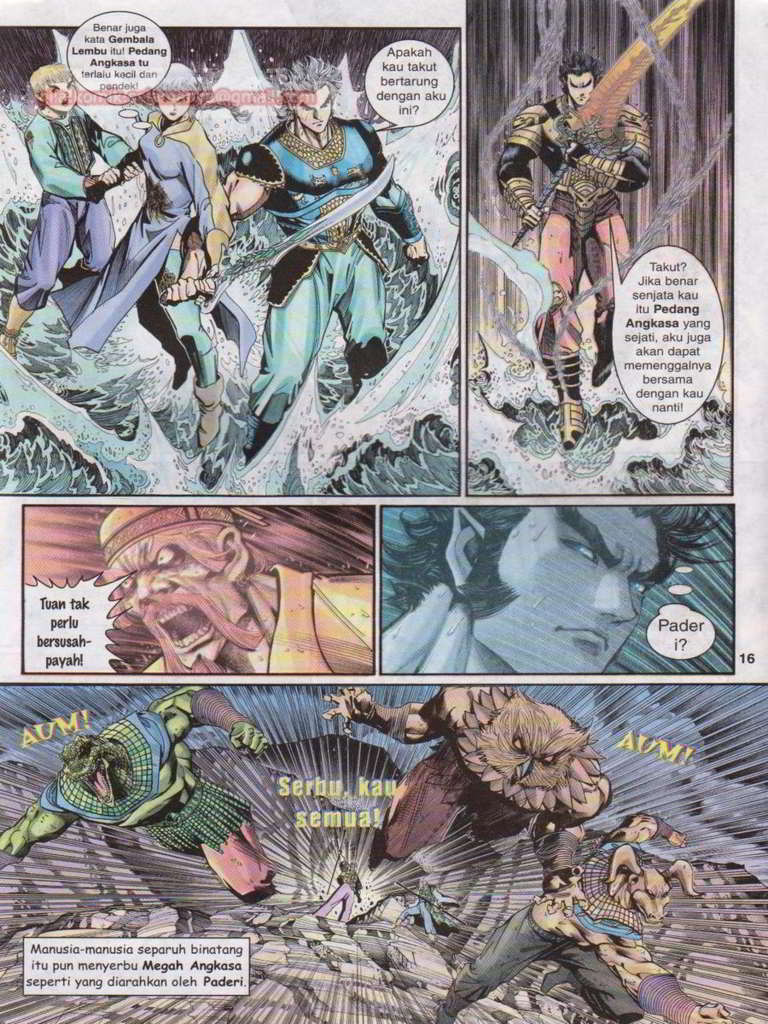 Benar juga
kata Gembala
Lembu itu! Pedang
Angkasa tu
terlalu kecil dan
pendek!
Apakah
kau takut
bertarung
dengan aku
ini?
Takut?
Jika benar
senjata kau
itu Pedang
Angkasa yang
sejati, aku juga
akan dapat
memenggalnya
bersama
dengan kau
nanti!
Tuan tak
perlu
bersusah-
payah!
Pader
i?
16
AUM!
Serbu, kau
semua!
AUM!
Manusia-manusia separuh binatang
itu pun menyerbu Megah Angkasa
seperti yang diarahkan oleh Paderi.